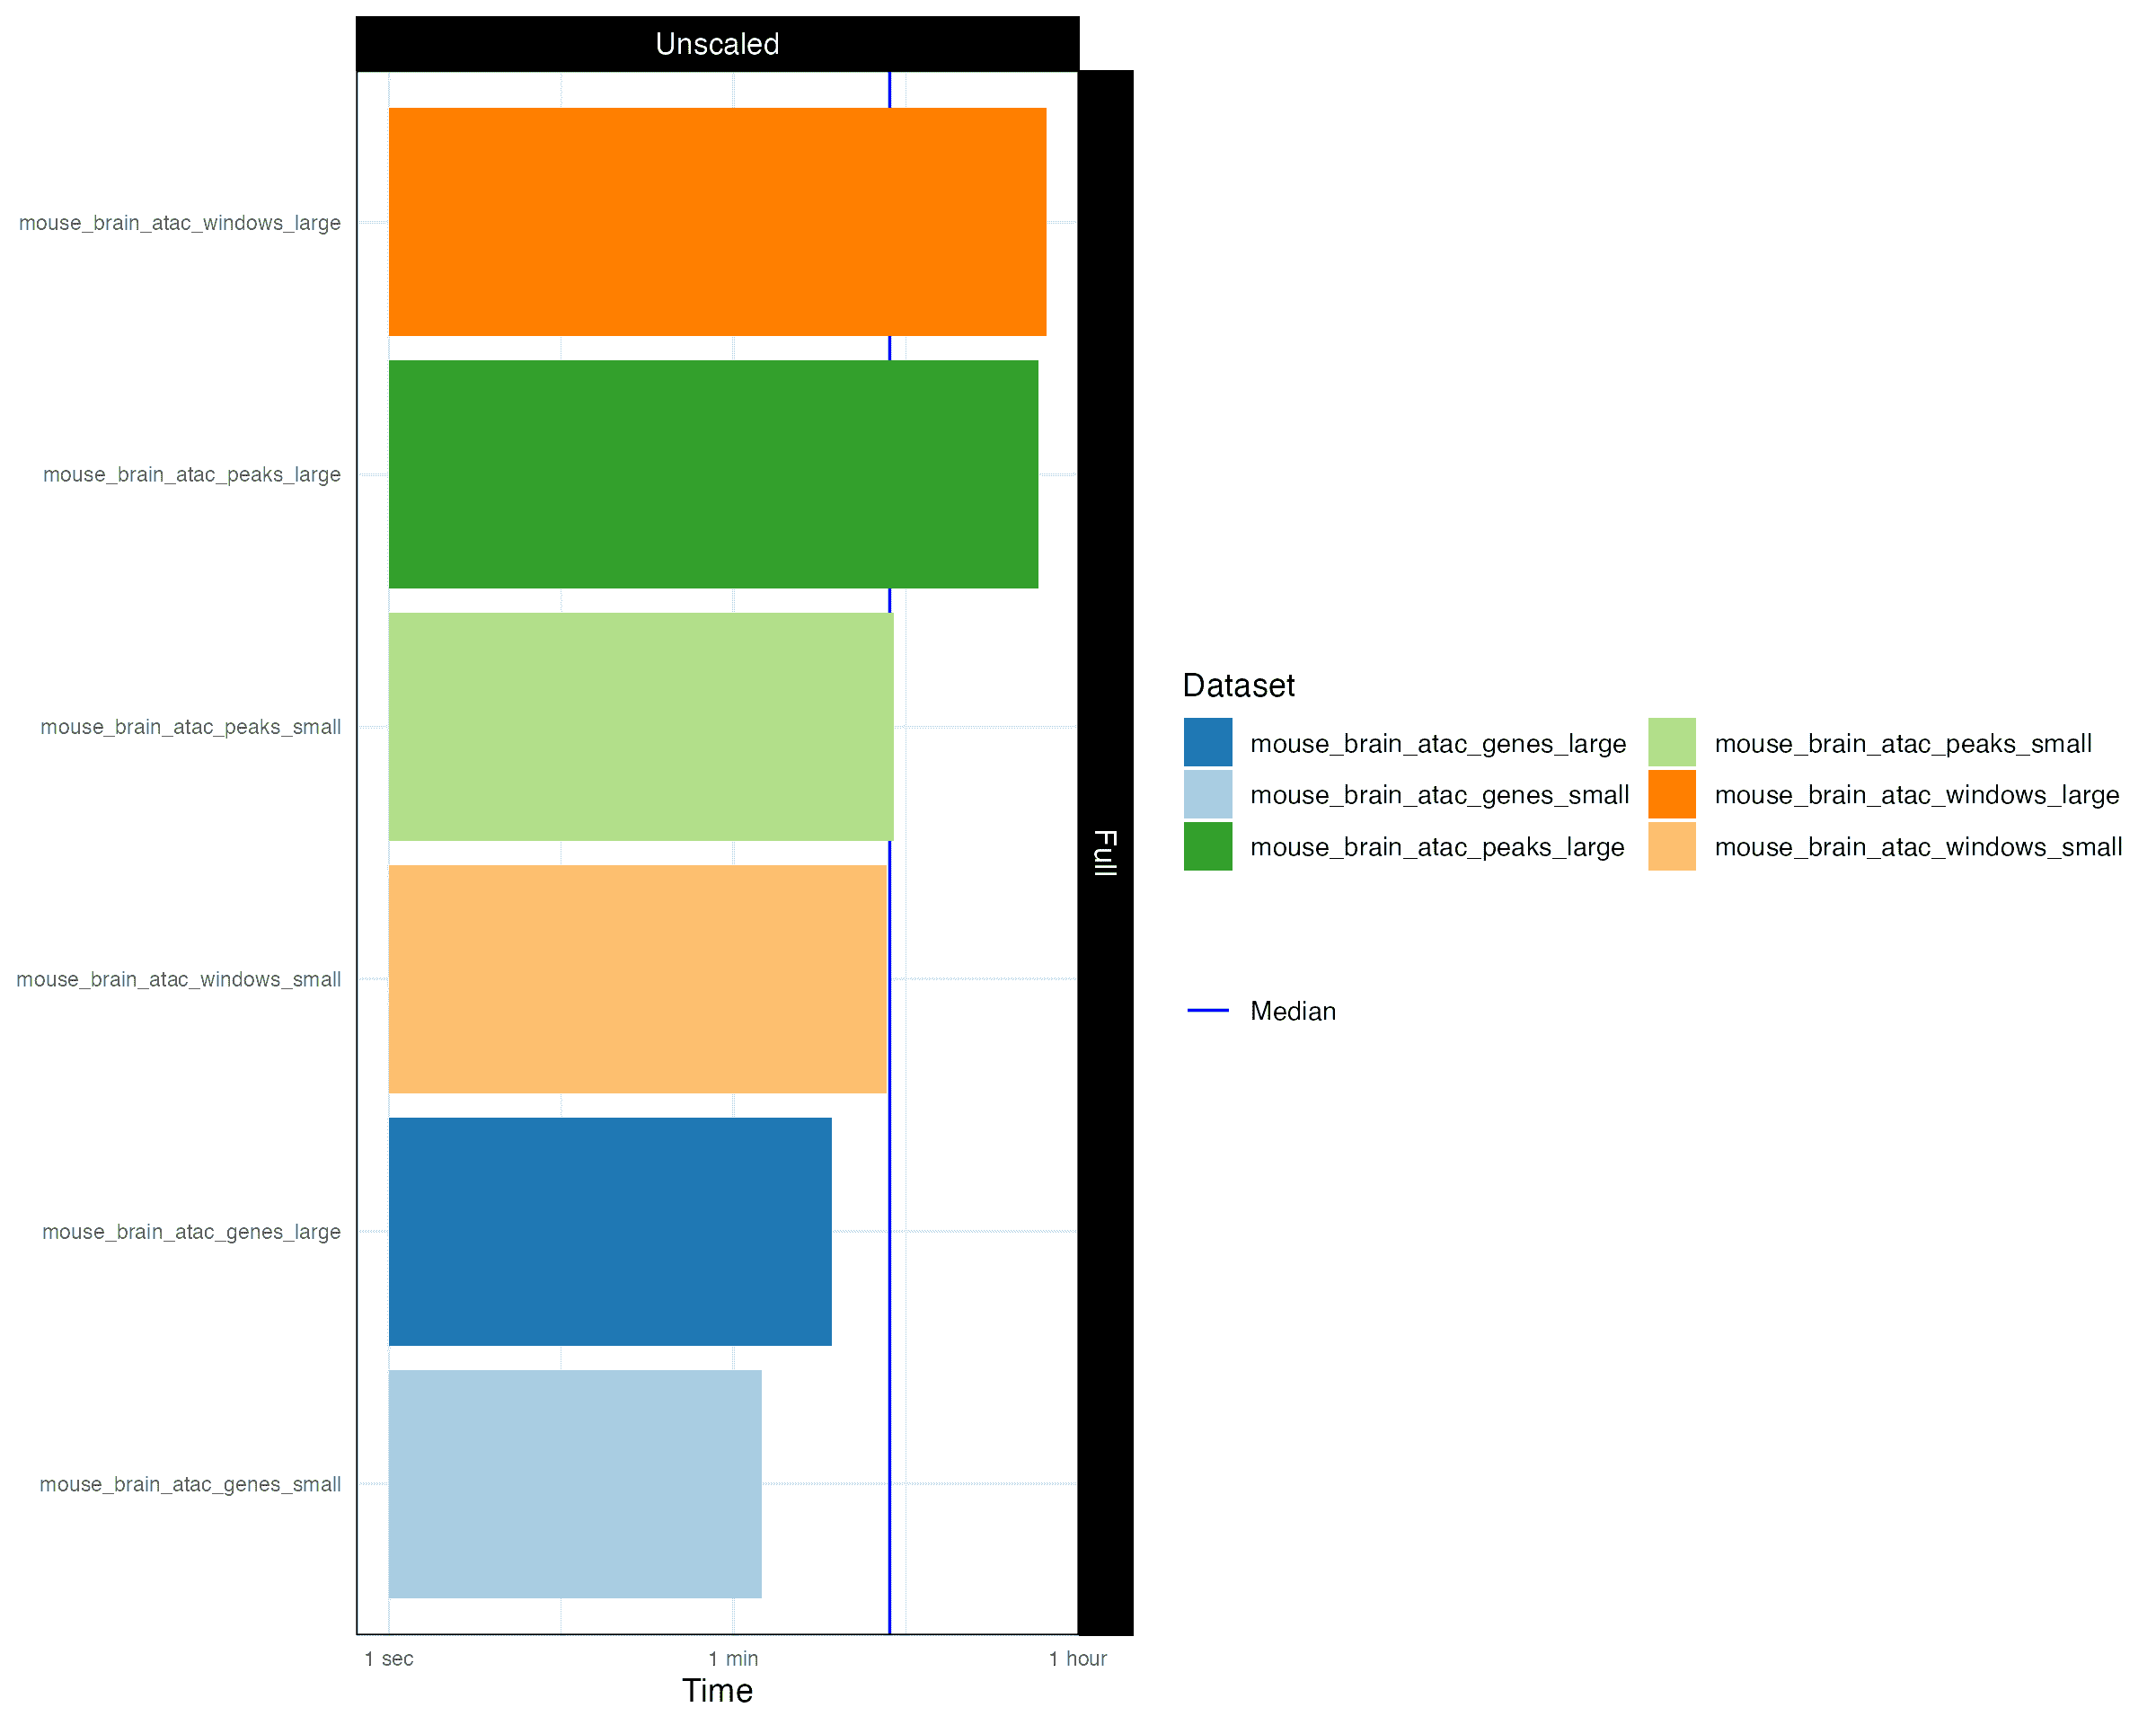 Unscaled
mouse_brain_atac_windows_large
mouse_brain_atac_peaks_large
mouse_brain_atac_peaks_small
mouse_brain_atac_windows_small
mouse_brain_atac_genes_large
mouse_brain_atac_genes_small
1 sec
1 min
1 hour
Time
Full
Dataset
mouse_brain_atac_genes_large
mouse_brain_atac_genes_small
mouse_brain_atac_peaks_large
mouse_brain_atac_peaks_small
mouse_brain_atac_windows_large
mouse_brain_atac_windows_small
Median